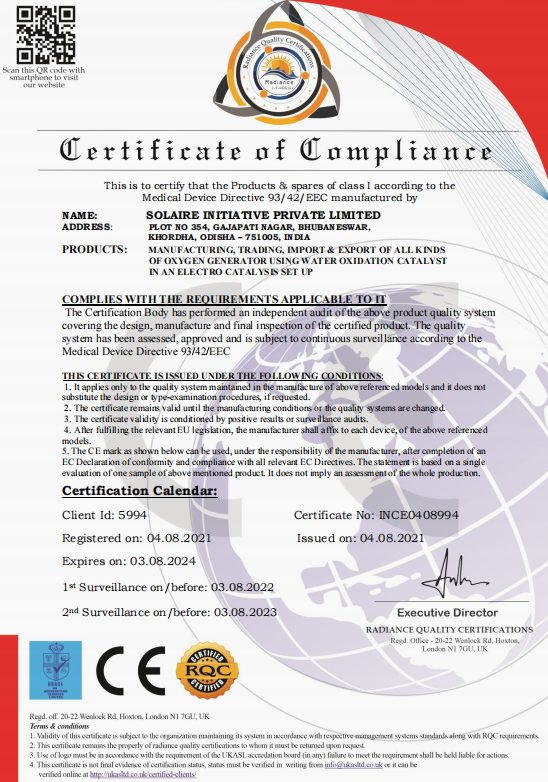 Scan this QR code with
smartphone to visit
our website
Radiance Quality Certifications
Radiance
Certificate of Compliance
This is to certify that the Products & spares of class I according to the
Medical Device Directive 93/42/EEC manufactured by
NAME: SOLAIRE INITIATIVE PRIVATE LIMITED
ADDRESS: PLOT NO 354, GAJAPATI NAGAR, BHUBANESWAR,
KHORDHA, ODISHA – 751005, INDIA
PRODUCTS: MANUFACTURING, TRADING, IMPORT & EXPORT OF ALL KINDS
OF OXYGEN GENERATOR USING WATER OXIDATION CATALYST
IN AN ELECTRO CATALYSIS SET UP
COMPLIES WITH THE REQUIREMENTS APPLICABLE TO IT
The Certification Body has performed an independent audit of the above product quality system
covering the design, manufacture and final inspection of the certified product. The quality
system has been assessed, approved and is subject to continuous surveillance according to the
Medical Device Directive 93/42/EEC
THIS CERTIFICATE IS ISSUED UNDER THE FOLLOWING CONDITIONS:
1. It applies only to the quality system maintained in the manufacture of above referenced models and it does not
substitute the design or type-examination procedures, if requested.
2. The certificate remains valid until the manufacturing conditions or the quality systems are changed.
3. The certificate validity is conditioned by positive results or surveillance audits.
4. After fulfilling the relevant EU legislation, the manufacturer shall affix to each device, of the above referenced
models.
5. The CE mark as shown below can be used, under the responsibility of the manufacturer, after completion of an
EC Declaration of conformity and compliance with all relevant EC Directives. The statement is based on a single
evaluation of one sample of above mentioned product. It does not imply an assessment of the whole production.
Certification Calendar:
Client Id: 5994 Certificate No: INCE0408994
Registered on: 04.08.2021 Issued on: 04.08.2021
Expires on: 03.08.2024
1st Surveillance on/before: 03.08.2022
2nd Surveillance on/before: 03.08.2023
Executive Director
RADIANCE QUALITY CERTIFICATIONS
Regd. Office - 20-22 Wenlock Rd, Hoxton,
London N1 7GU, UK
CE
CERTIFIED
RQC
CERTIFIED
Regd. off. 20-22 Wenlock Rd, Hoxton, London N1 7GU, UK
Terms & conditions
1. Validity of this certificate is subject to the organization maintaining its system in accordance with respective management systems standards along with RQC requirements.
2. This certificate remains the properly of radiance quality certifications to whom it must be returned upon request.
3. Use of logo must be in accordance with the requirement of the UKASL accredation board (in any) failure to meet the requirement shall be held liable for actions.
4. This certificate is not final evidence of certification status, status must be verified in writing from info@ukasltd.co.uk or it can be
verified online at http://ukasltd.co.uk/certified-clients/